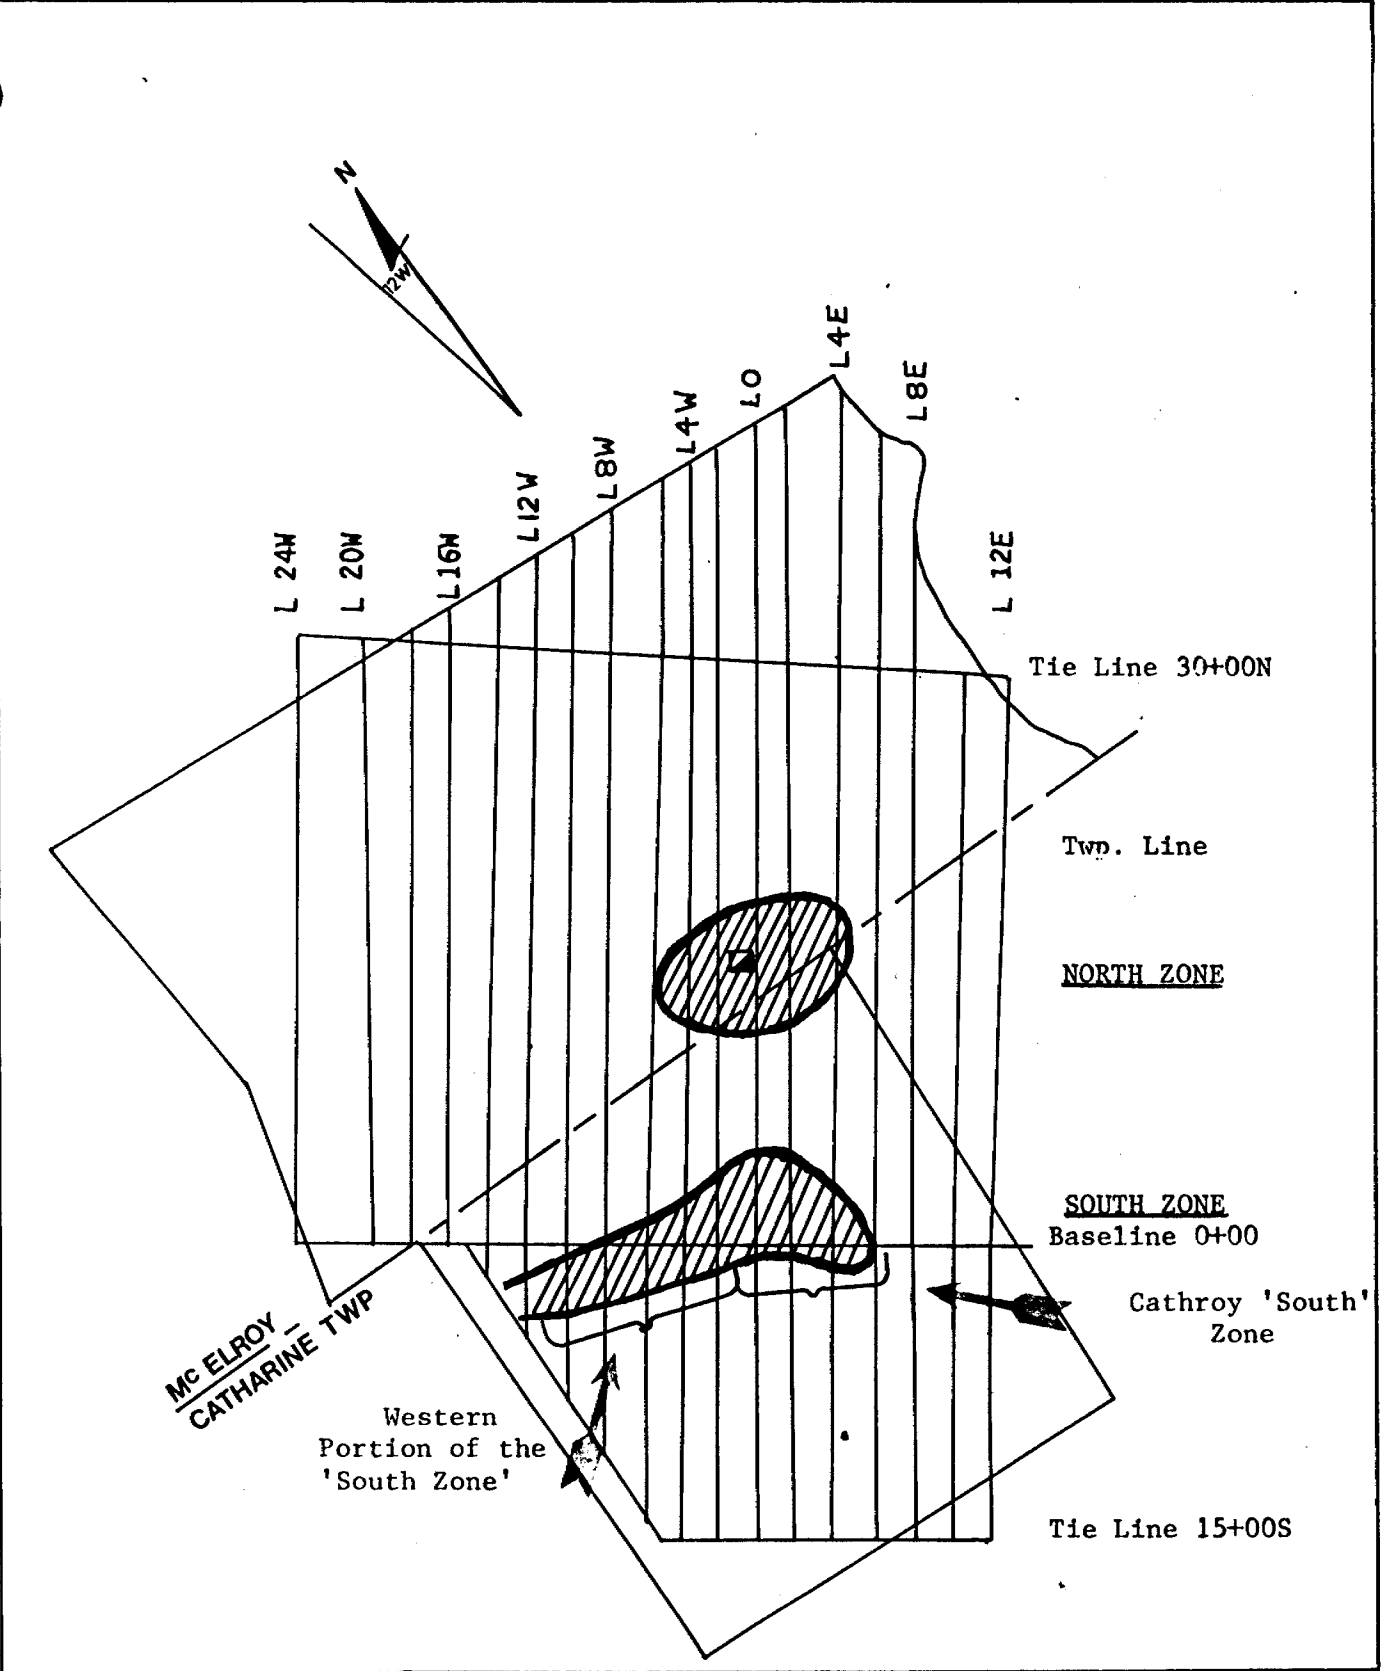 N
12W
L4E
L8E
L0
L4W
L8W
L12W
L16W
L 20W
L 24W
L 12E
Tie Line 30+00N
Twp. Line
NORTH ZONE
SOUTH ZONE
Baseline 0+00
Cathroy 'South'
Zone
Mc ELROY
CATHARINE TWP
Western
Portion of the
'South Zone'
Tie Line 15+00S